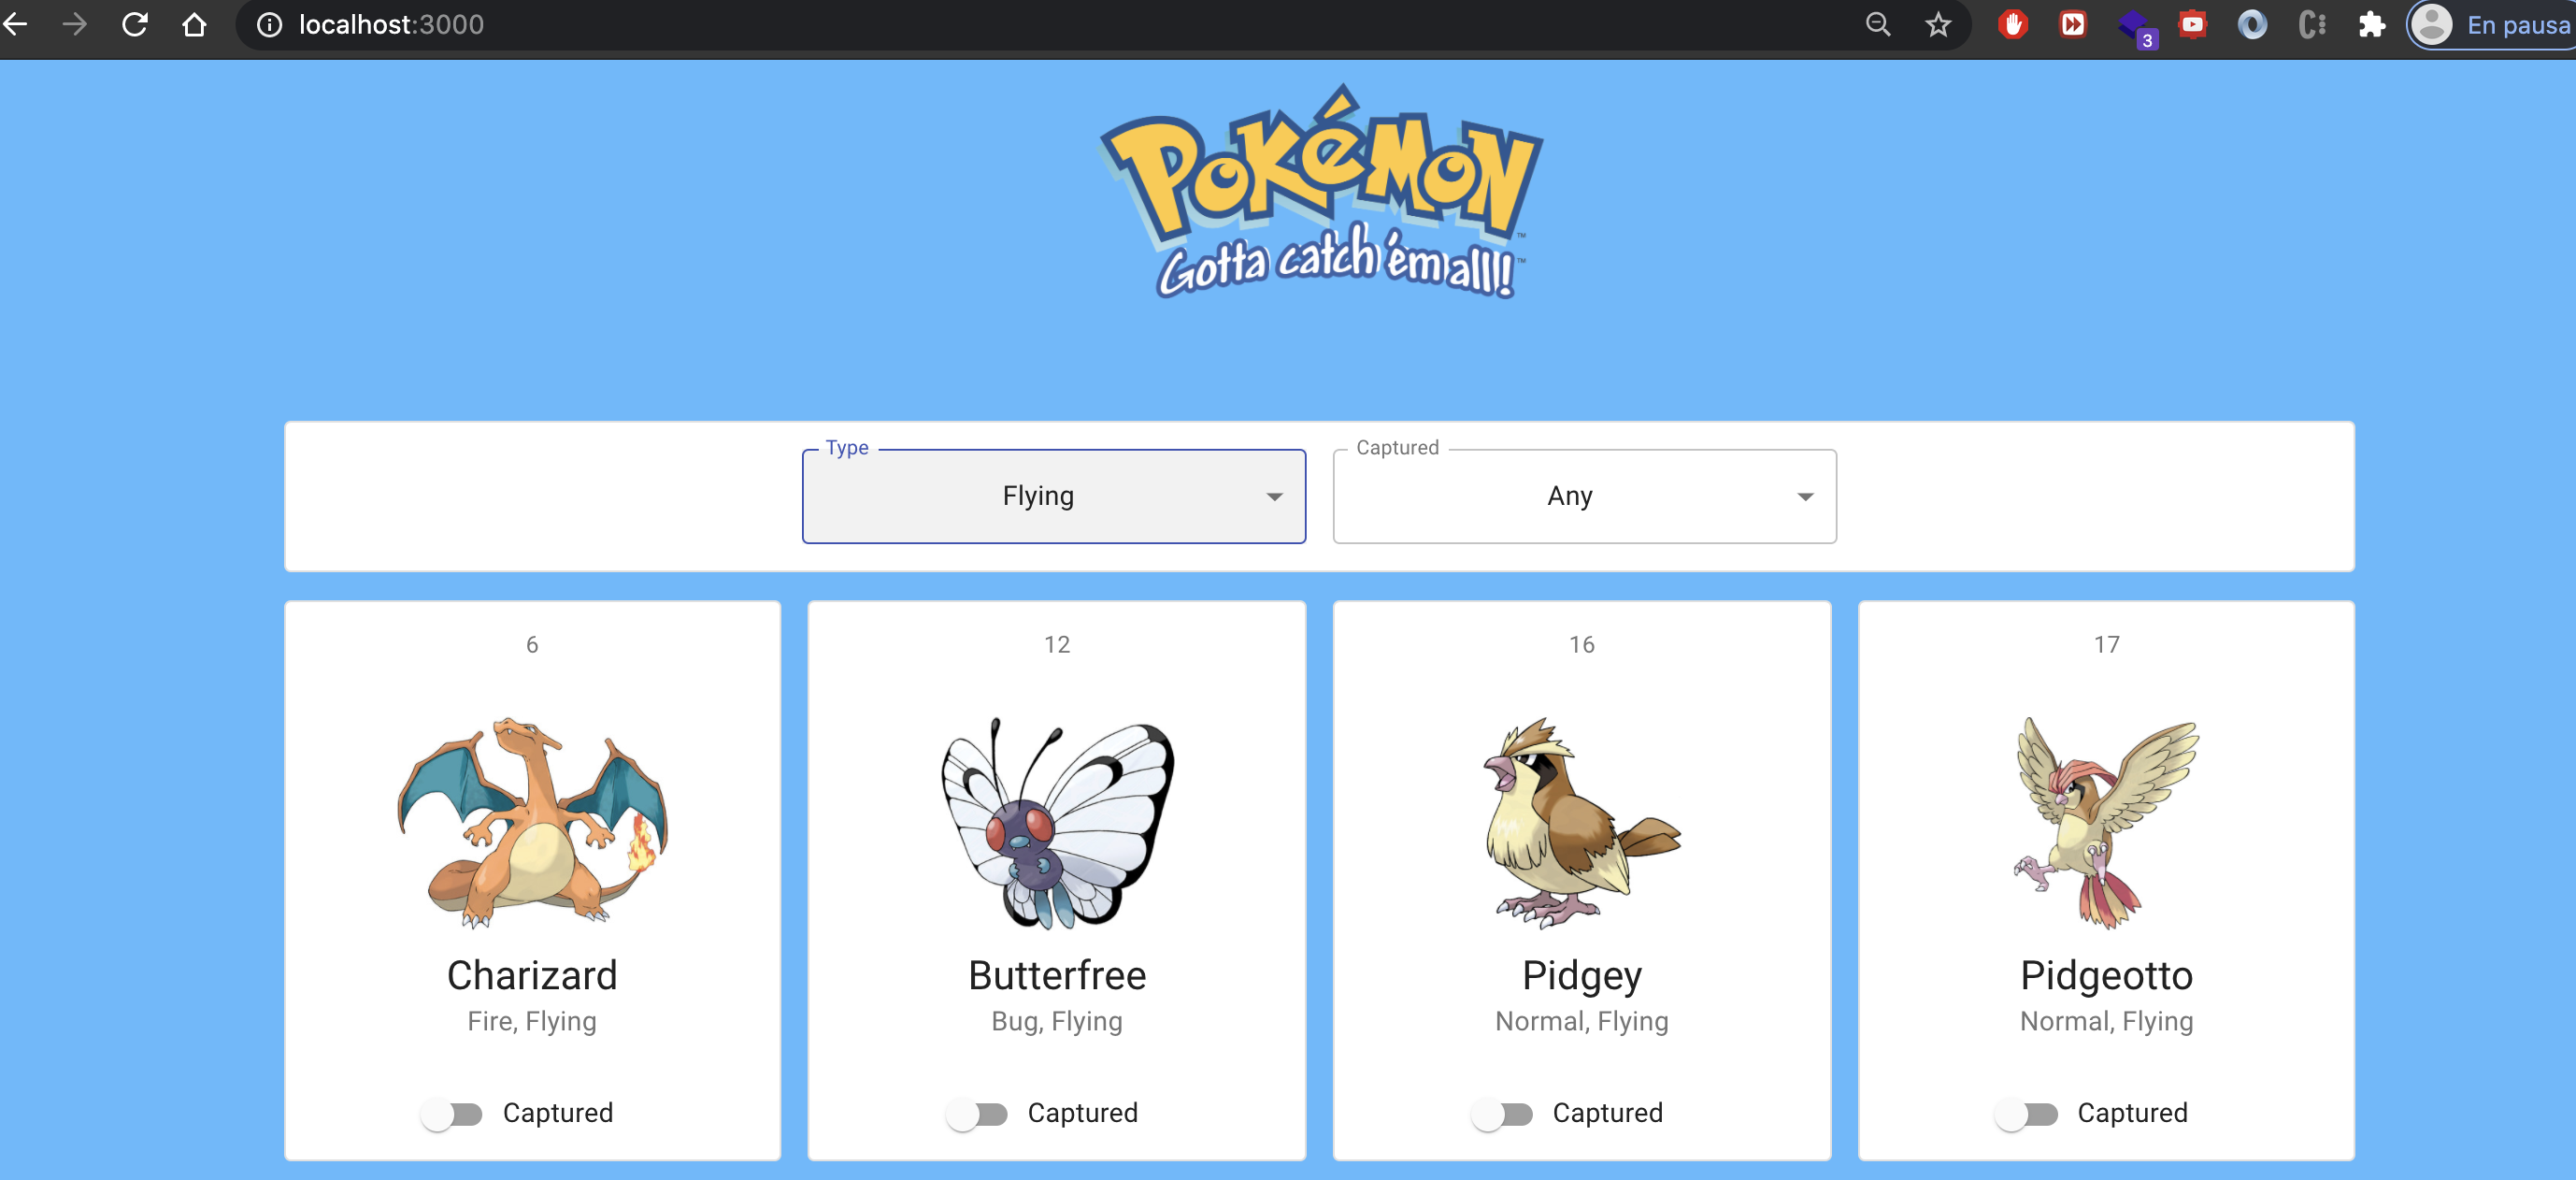 localhost:3000
3
En pausa
POKÉMON
TM
Gotta catch 'em all!
TM
Type
Captured
Flying
Any
6
12
16
17
Charizard
Butterfree
Pidgey
Pidgeotto
Fire, Flying
Bug, Flying
Normal, Flying
Normal, Flying
Captured
Captured
Captured
Captured